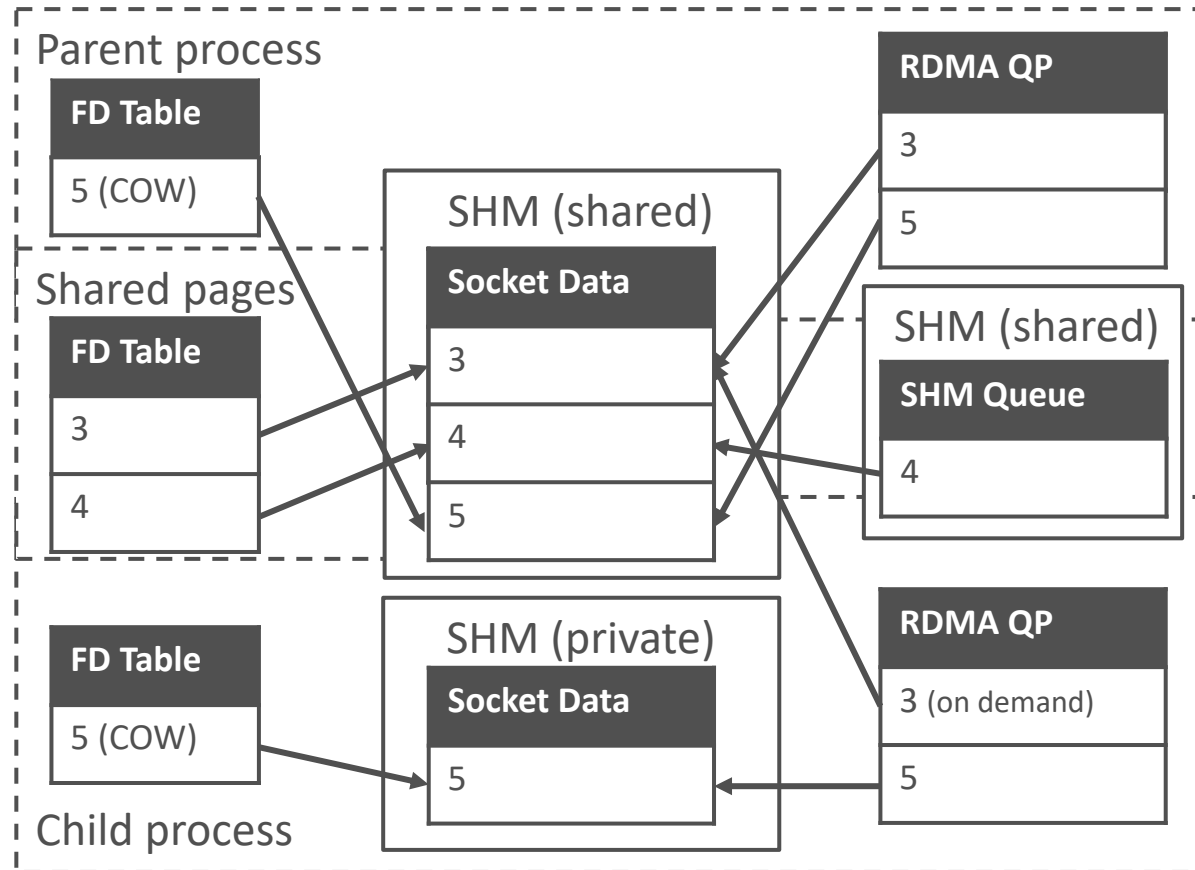 Parent process
FD Table
5 (COW)
Shared pages
FD Table
3
4
FD Table
5 (COW)
Child process
SHM (shared)
Socket Data
3
4
5
SHM (private)
Socket Data
5
RDMA QP
3
5
SHM (shared)
SHM Queue
4
RDMA QP
3 (on demand)
5